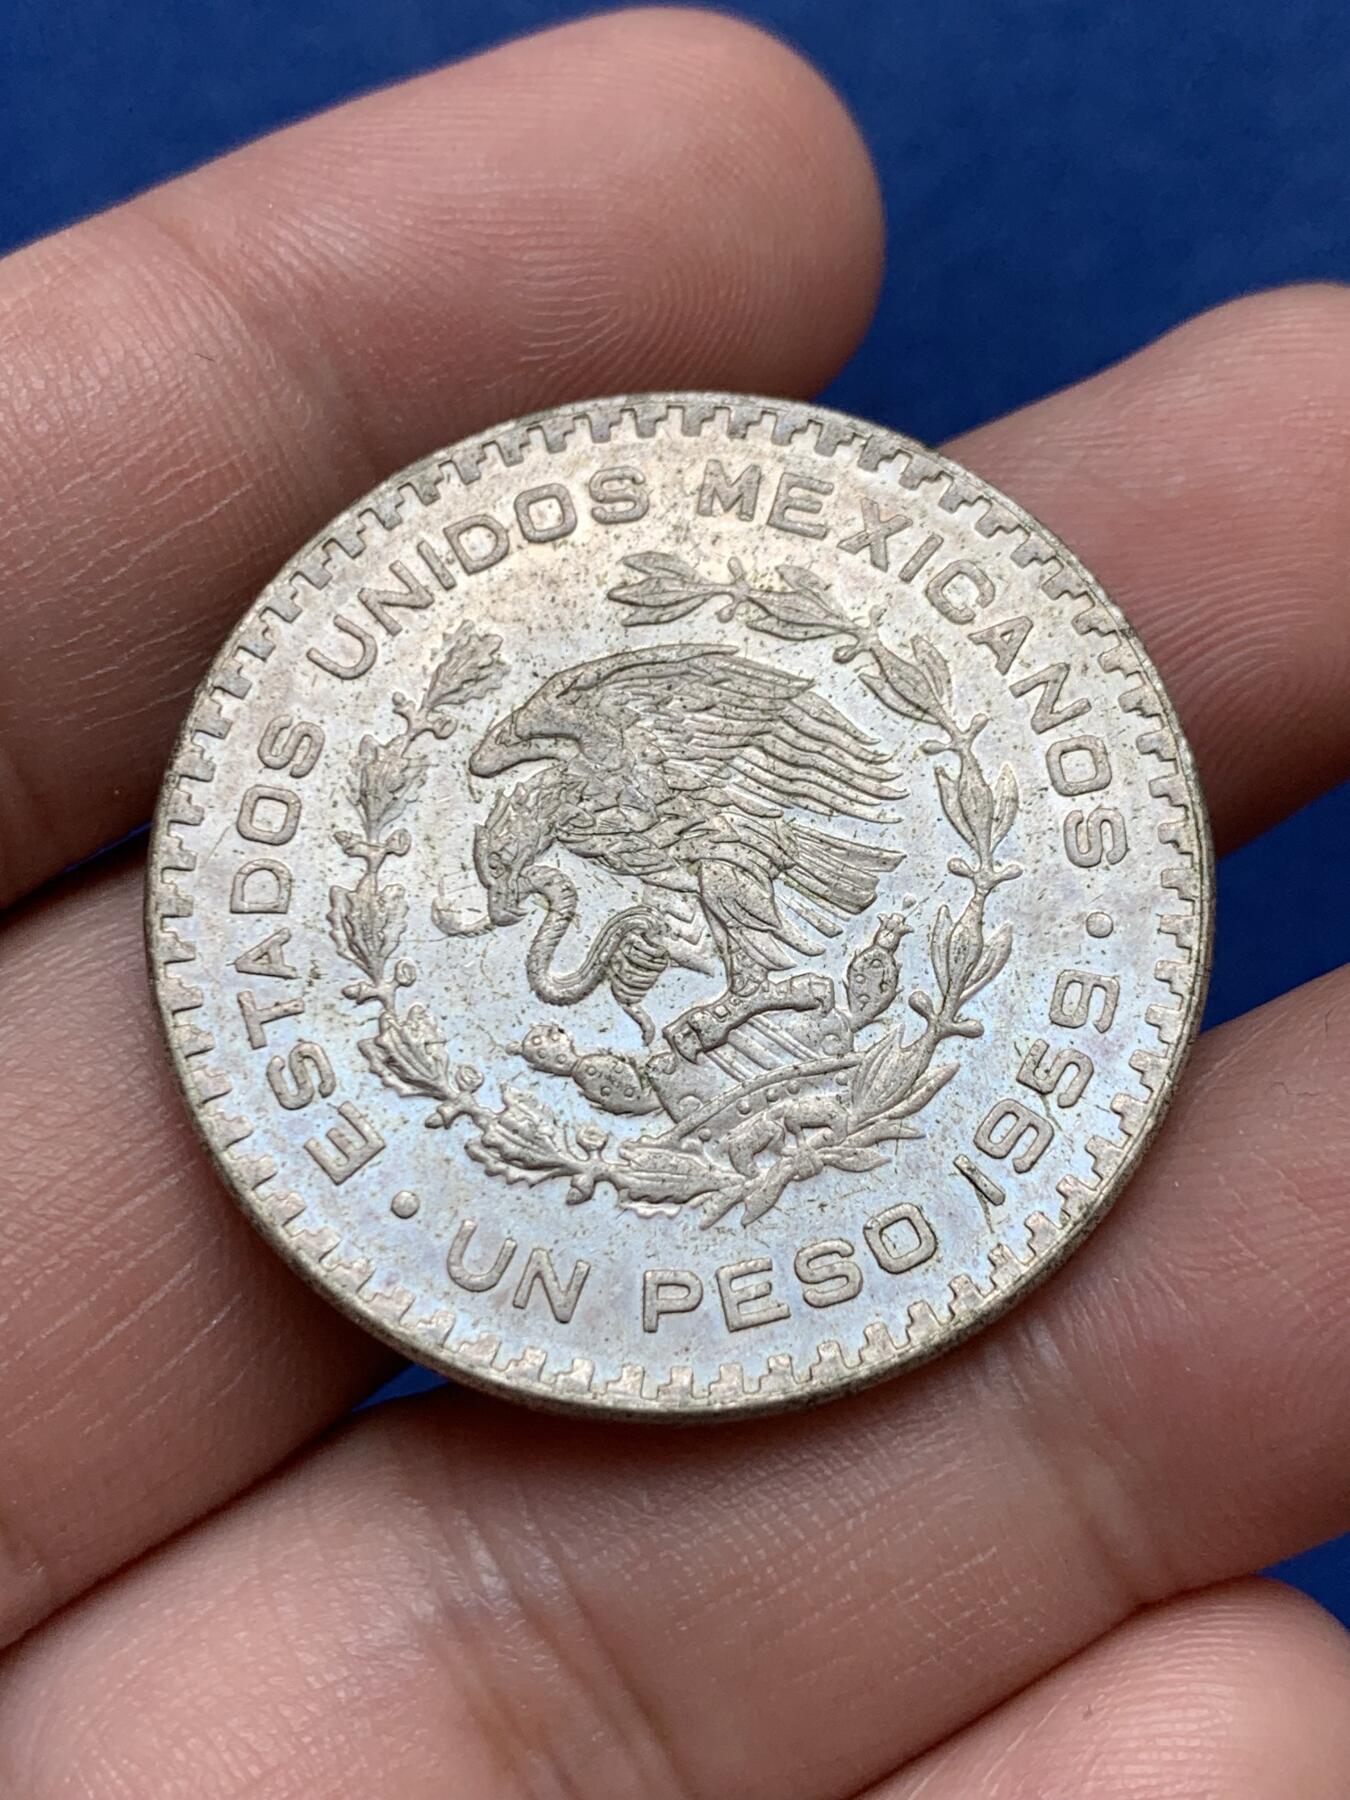 ESTADOS UNIDOS MEXICANOS
· UN PESO 1959 ·